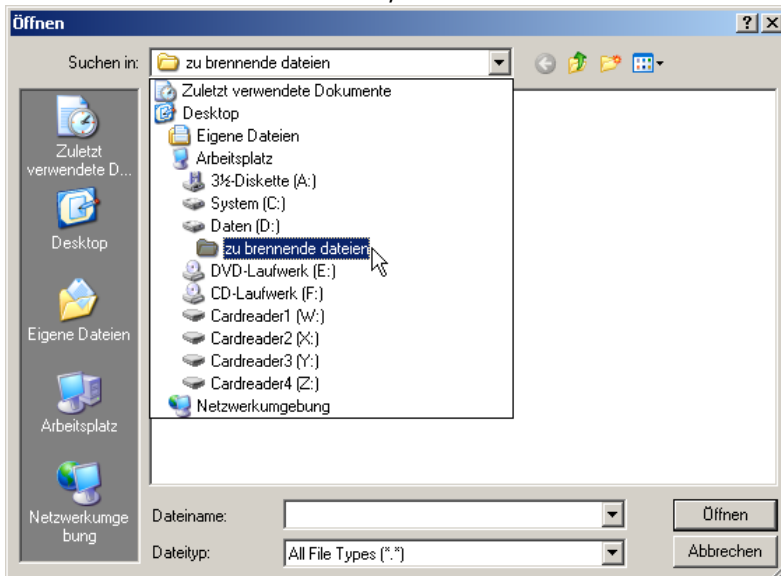 Öffnen
Suchen in:
zu brennende dateien
Zuletzt verwendete Dokumente
Desktop
Eigene Dateien
Arbeitsplatz
3½-Diskette (A:)
System (C:)
Daten (D:)
zu brennende dateien
DVD-Laufwerk (E:)
CD-Laufwerk (F:)
Cardreader1 (W:)
Cardreader2 (X:)
Cardreader3 (Y:)
Cardreader4 (Z:)
Netzwerkumgebung
Zuletzt
verwendete D...
Desktop
Eigene Dateien
Arbeitsplatz
Netzwerkumge
bung
Dateiname:
Öffnen
Dateityp:
All File Types (*.*)
Abbrechen